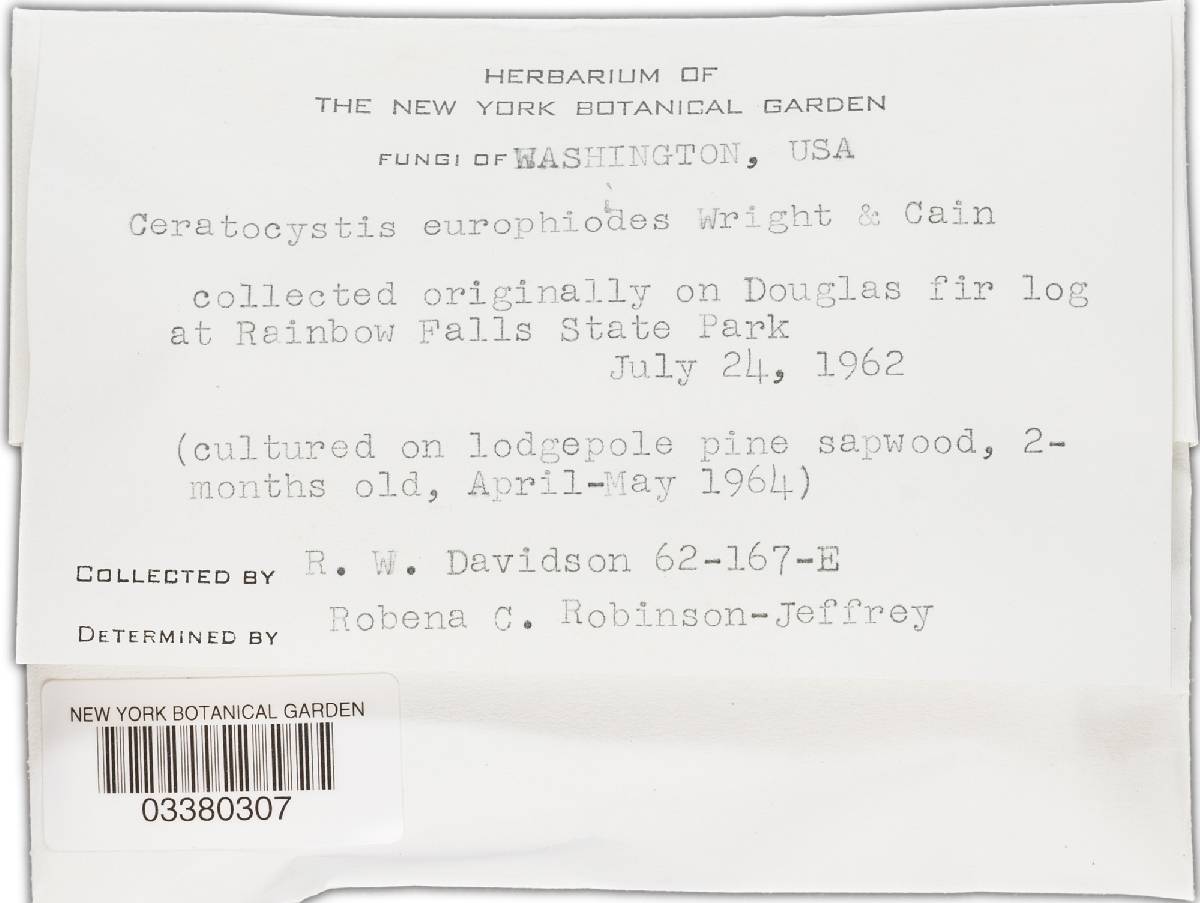 HERBARIUM OF
THE NEW YORK BOTANICAL GARDEN
FUNGI OF WASHINGTON, USA
Ceratocystis europhioides Wright & Cain
collected originally on Douglas fir log
at Rainbow Falls State Park
July 24, 1962
(cultured on lodgepole pine sapwood, 2-
months old, April-May 1964)
COLLECTED BY R. W. Davidson 62-167-E
DETERMINED BY Robena C. Robinson-Jeffrey
NEW YORK BOTANICAL GARDEN
03380307